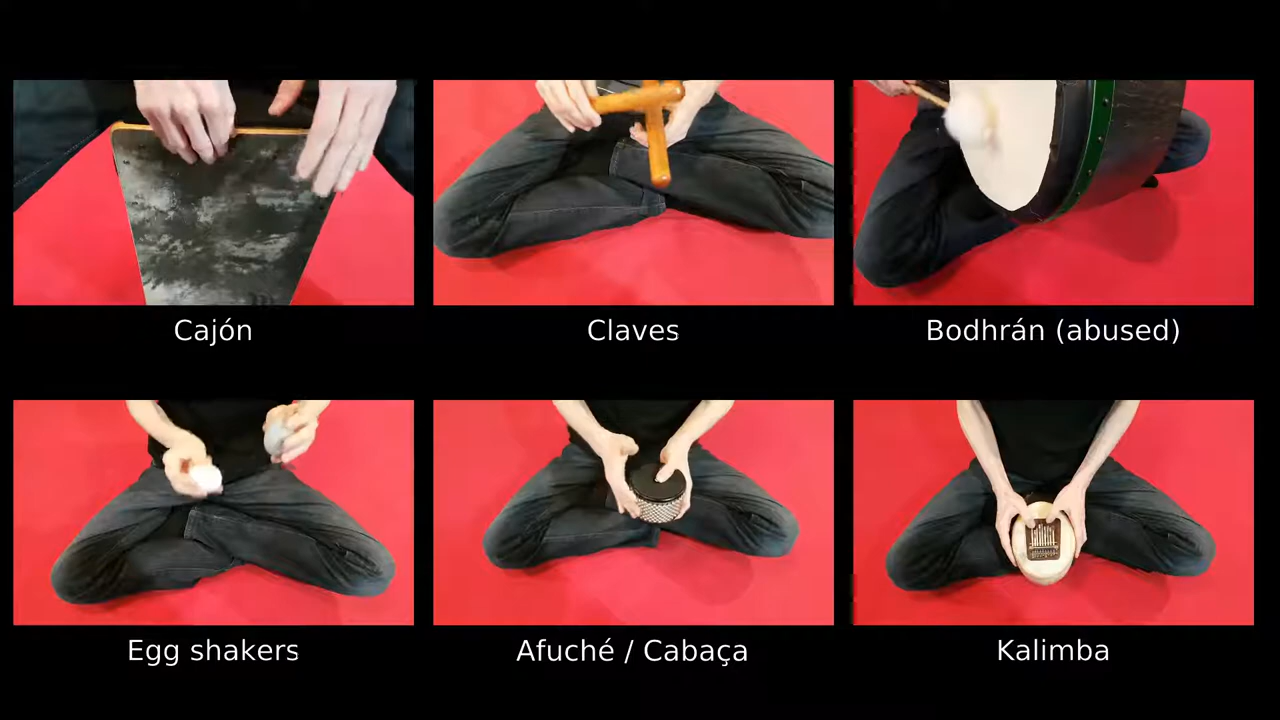 Cajón
Claves
Bodhrán (abused)
Egg shakers
Afuché / Cabaça
Kalimba